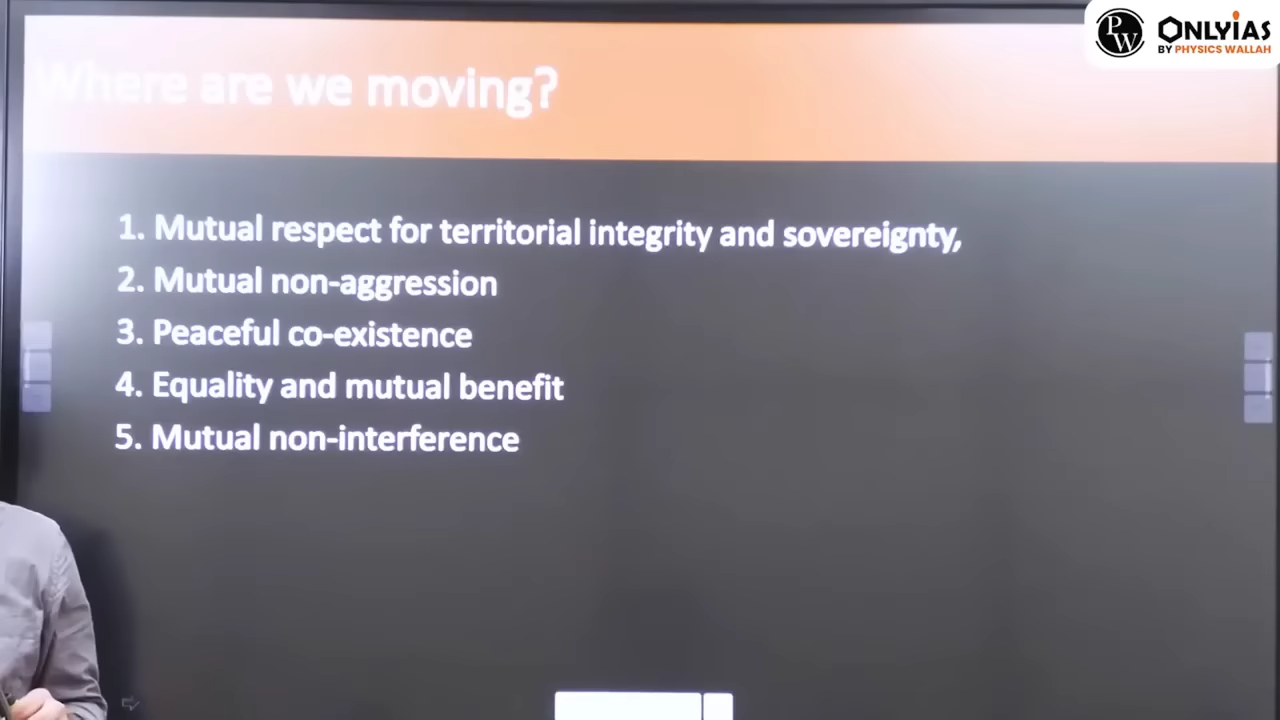 PW
ONLYIAS
BY PHYSICS WALLAH
Where are we moving?
1. Mutual respect for territorial integrity and sovereignty,
2. Mutual non-aggression
3. Peaceful co-existence
4. Equality and mutual benefit
5. Mutual non-interference